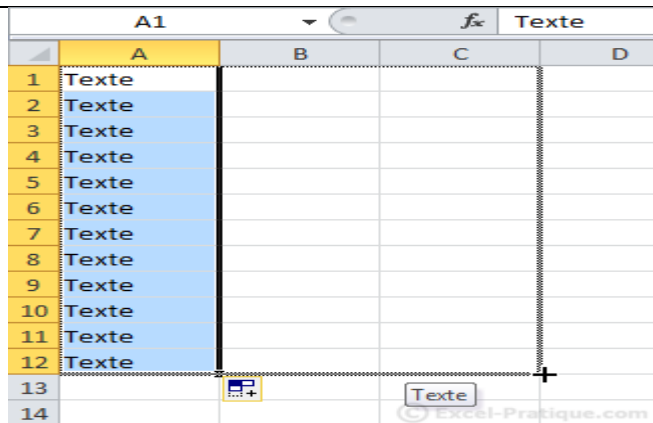 A1 fx Texte
A B C D
1 Texte
2 Texte
3 Texte
4 Texte
5 Texte
6 Texte
7 Texte
8 Texte
9 Texte
10 Texte
11 Texte
12 Texte
13 Texte
14 © Excel-Pratique.com